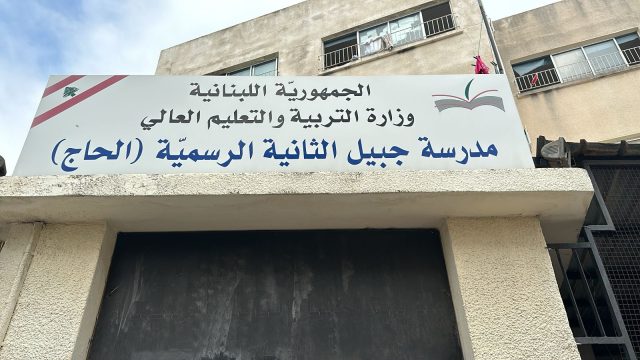 الجمهوريّة اللبنانية
وزارة التربية والتعليم العالي
مدرسة جبيل الثانية الرسميّة (الحاج)